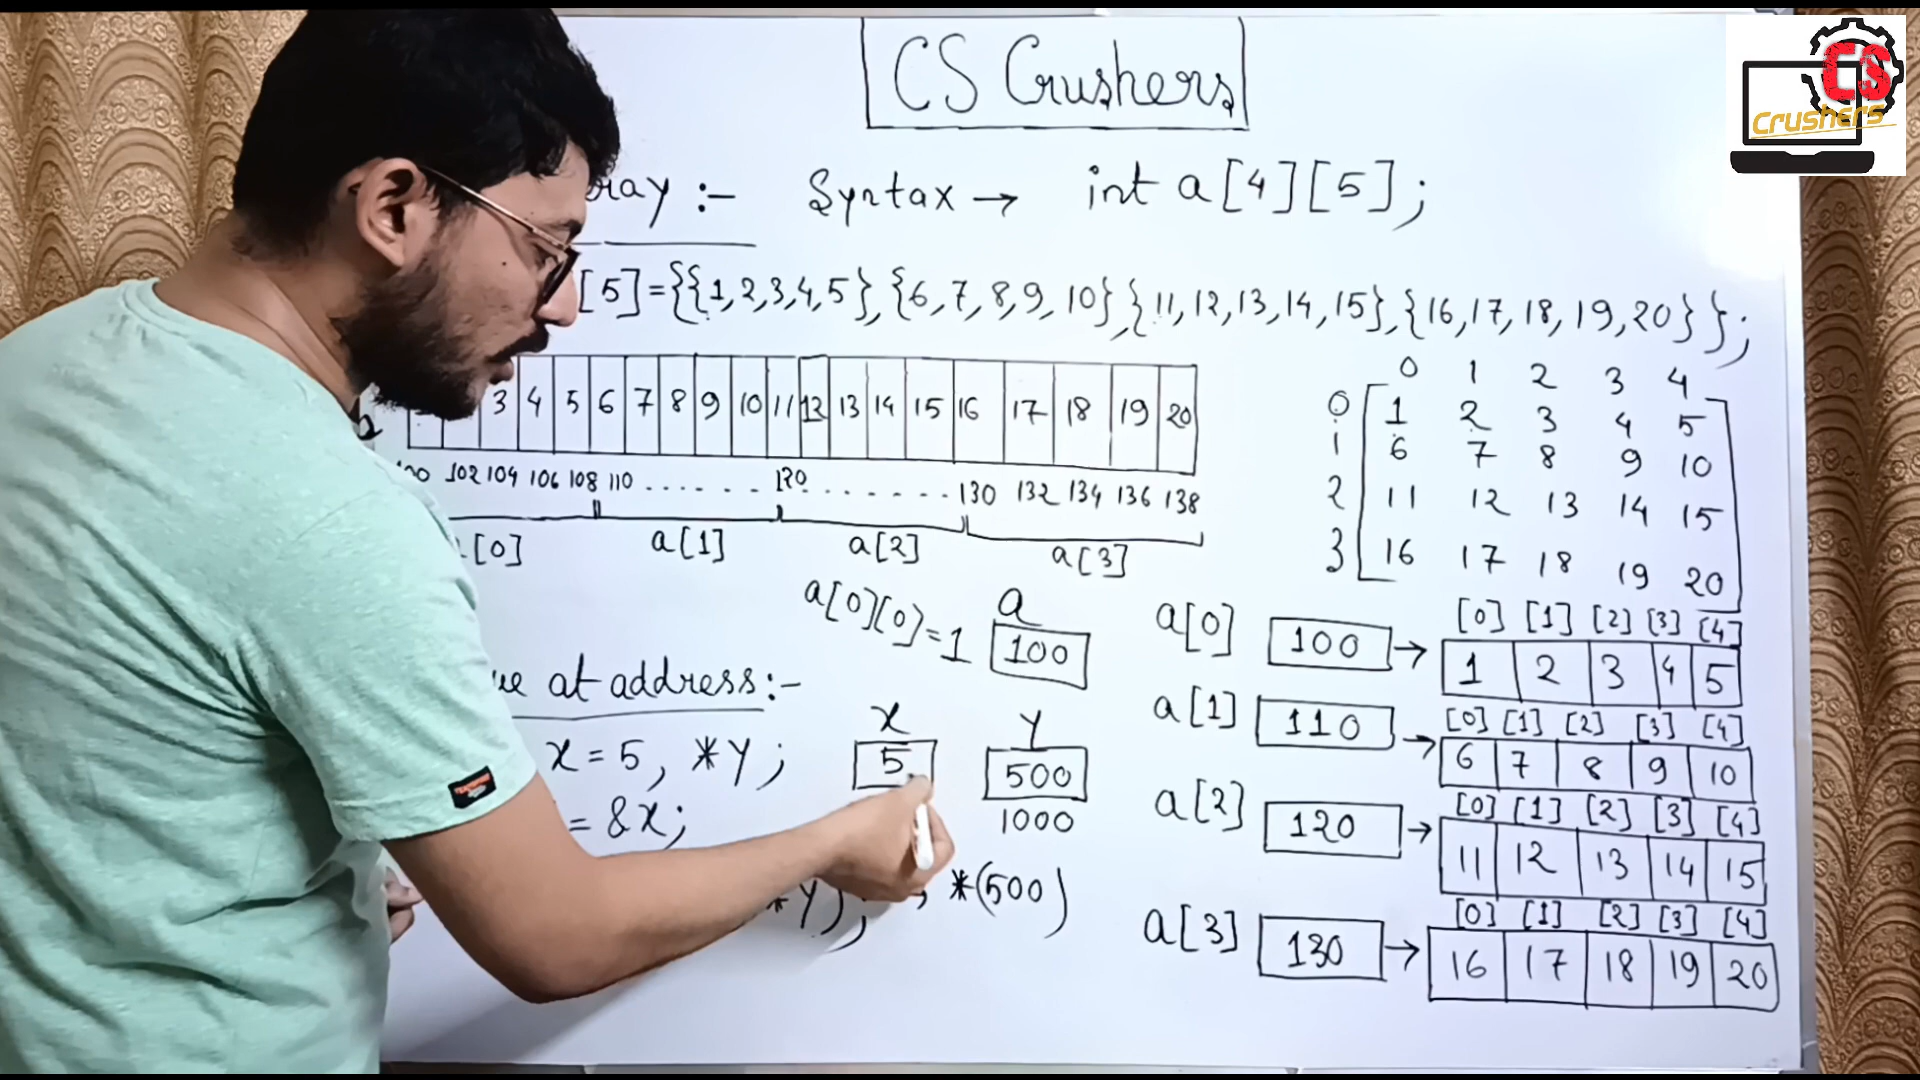 CS Crushers
CS
Crushers
Syntax → int a[4][5];
[5]={{1,2,3,4,5},{6,7,8,9,10},{11,12,13,14,15},{16,17,18,19,20}};
3 4 5 6 7 8 9 10 11 12 13 14 15 16 17 18 19 20
102 104 106 108 110 ....... 120 ....... 130 132 134 136 138
[0] a[1] a[2] a[3]
0 1 2 3 4
0 1 2 3 4 5
1 6 7 8 9 10
2 11 12 13 14 15
3 16 17 18 19 20
a[0][0]=1
a
100
at address:-
x=5, *Y;
=&x;
*Y);
x
5
Y
500
1000
*(500)
[0] [1] [2] [3] [4]
a[0] 100 → 1 2 3 4 5
[0] [1] [2] [3] [4]
a[1] 110 → 6 7 8 9 10
[0] [1] [2] [3] [4]
a[2] 120 → 11 12 13 14 15
[0] [1] [2] [3] [4]
a[3] 130 → 16 17 18 19 20